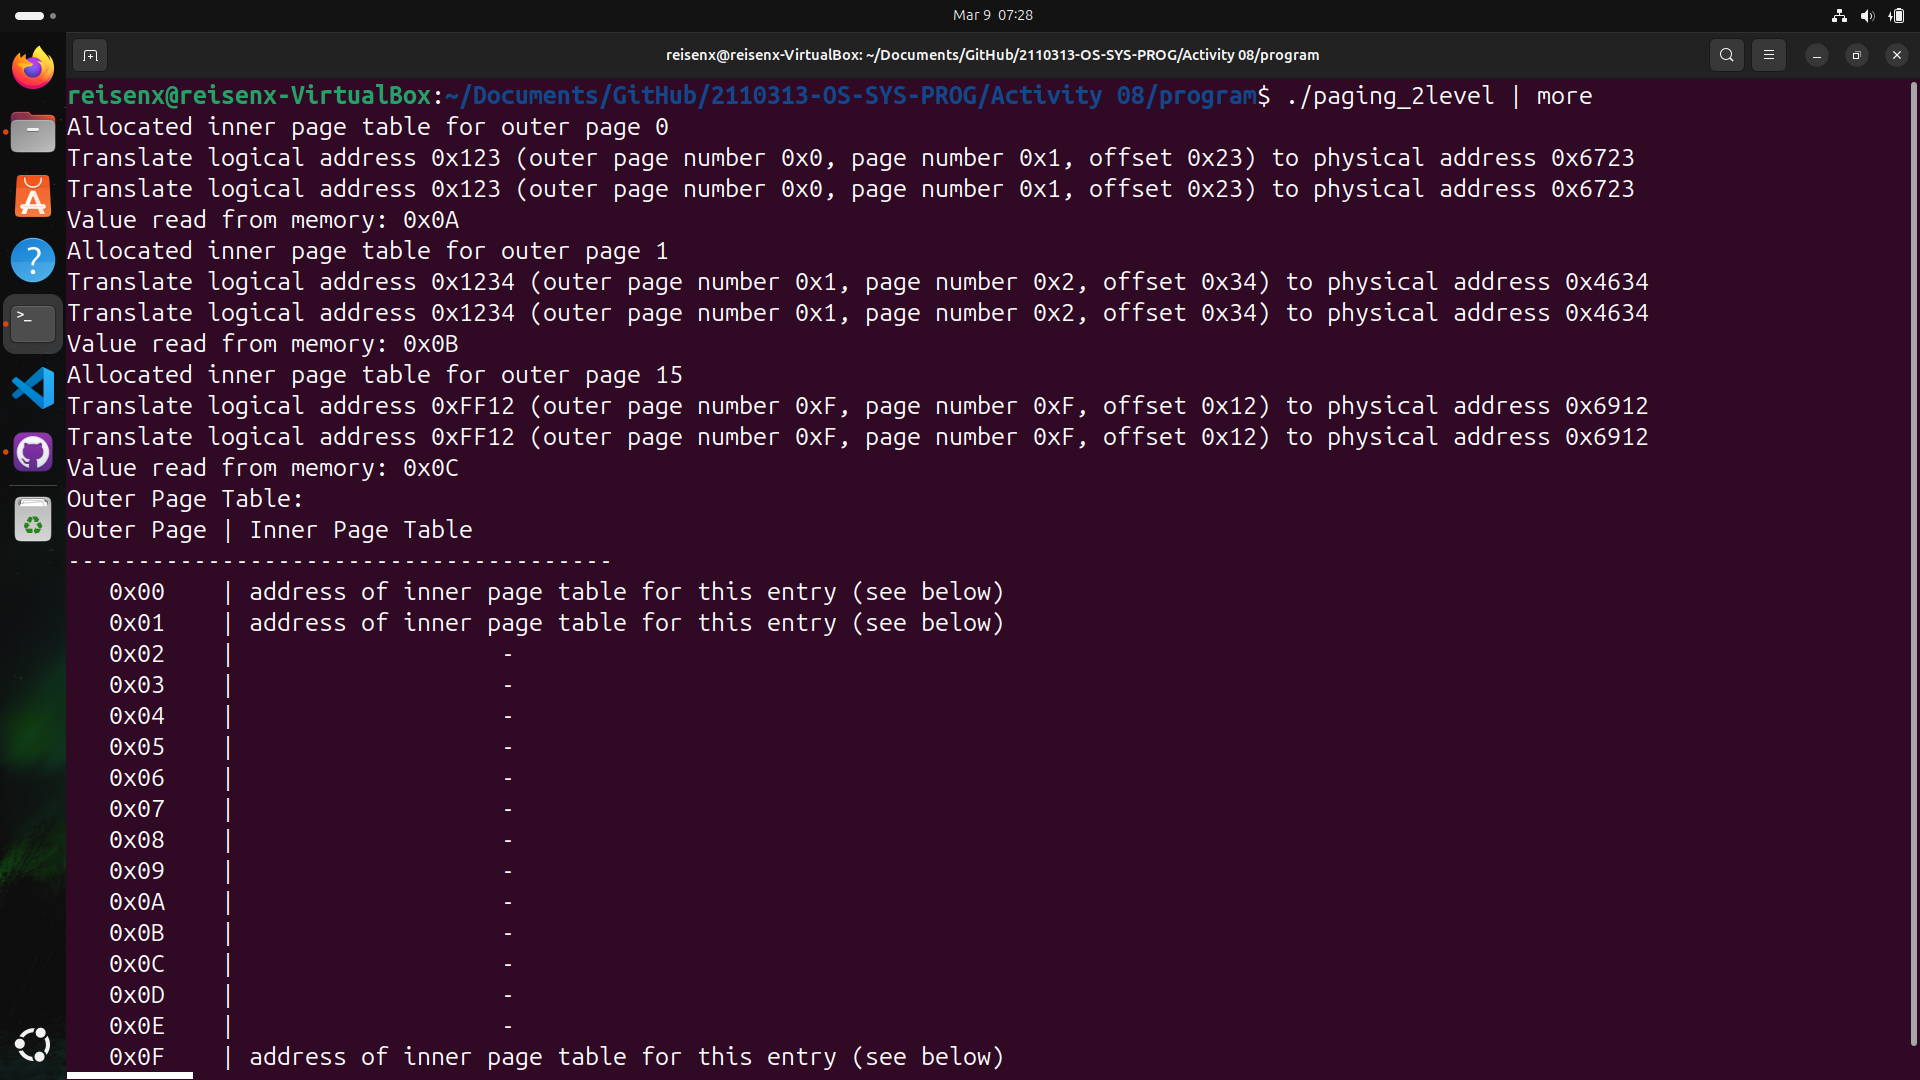 Mar 9 07:28
reisenx@reisenx-VirtualBox: ~/Documents/GitHub/2110313-OS-SYS-PROG/Activity 08/program
reisenx@reisenx-VirtualBox:~/Documents/GitHub/2110313-OS-SYS-PROG/Activity 08/program$ ./paging_2level | more
Allocated inner page table for outer page 0
Translate logical address 0x123 (outer page number 0x0, page number 0x1, offset 0x23) to physical address 0x6723
Translate logical address 0x123 (outer page number 0x0, page number 0x1, offset 0x23) to physical address 0x6723
Value read from memory: 0x0A
Allocated inner page table for outer page 1
Translate logical address 0x1234 (outer page number 0x1, page number 0x2, offset 0x34) to physical address 0x4634
Translate logical address 0x1234 (outer page number 0x1, page number 0x2, offset 0x34) to physical address 0x4634
Value read from memory: 0x0B
Allocated inner page table for outer page 15
Translate logical address 0xFF12 (outer page number 0xF, page number 0xF, offset 0x12) to physical address 0x6912
Translate logical address 0xFF12 (outer page number 0xF, page number 0xF, offset 0x12) to physical address 0x6912
Value read from memory: 0x0C
Outer Page Table:
Outer Page | Inner Page Table
---------------------------------------
0x00 | address of inner page table for this entry (see below)
0x01 | address of inner page table for this entry (see below)
0x02 | -
0x03 | -
0x04 | -
0x05 | -
0x06 | -
0x07 | -
0x08 | -
0x09 | -
0x0A | -
0x0B | -
0x0C | -
0x0D | -
0x0E | -
0x0F | address of inner page table for this entry (see below)